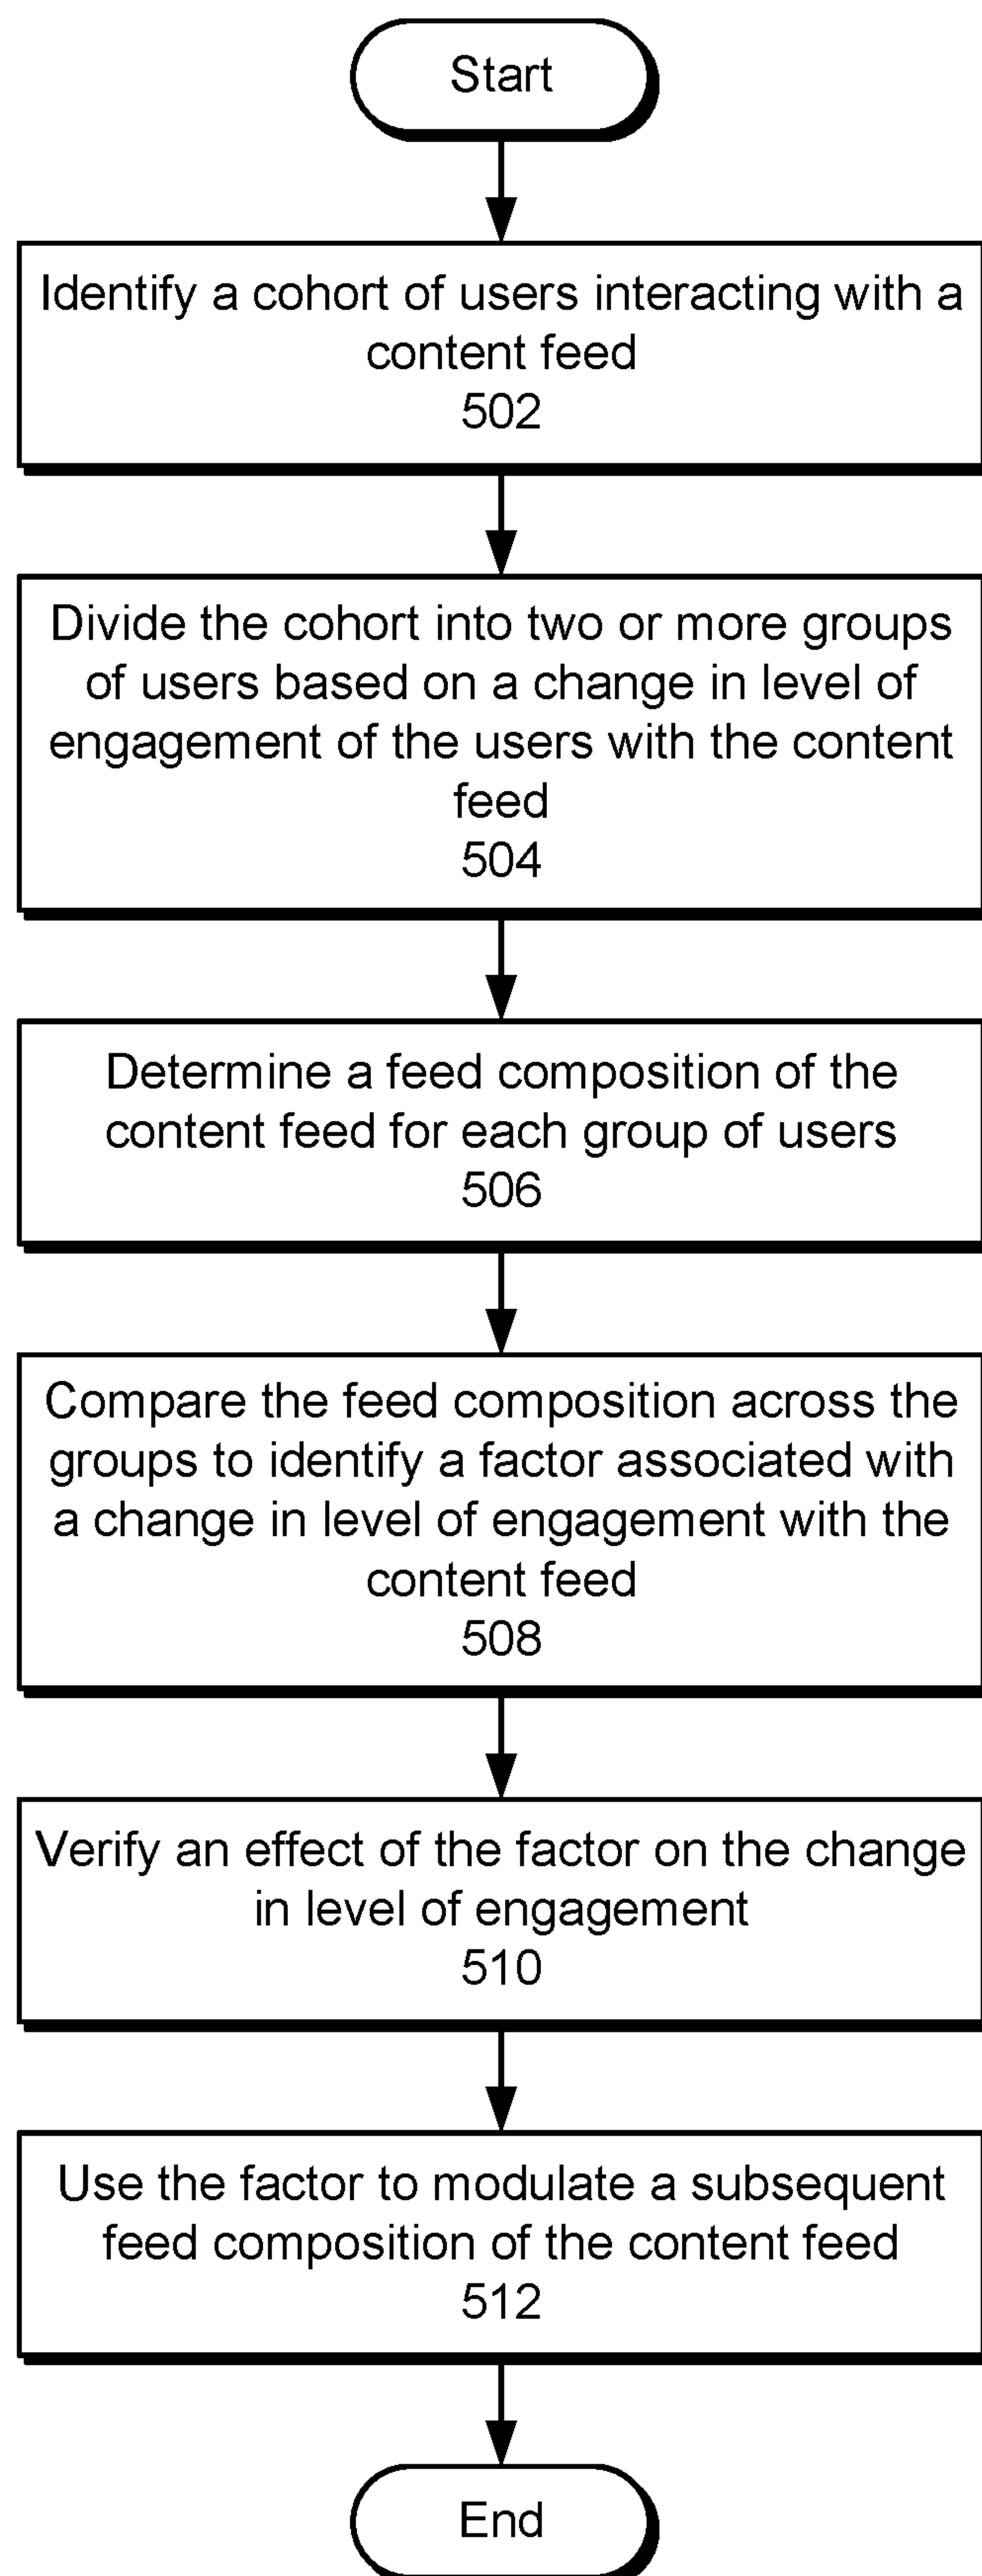 Start
Identify a cohort of users interacting with a
content feed
502
Divide the cohort into two or more groups
of users based on a change in level of
engagement of the users with the content
feed
504
Determine a feed composition of the
content feed for each group of users
506
Compare the feed composition across the
groups to identify a factor associated with
a change in level of engagement with the
content feed
508
Verify an effect of the factor on the change
in level of engagement
510
Use the factor to modulate a subsequent
feed composition of the content feed
512
End